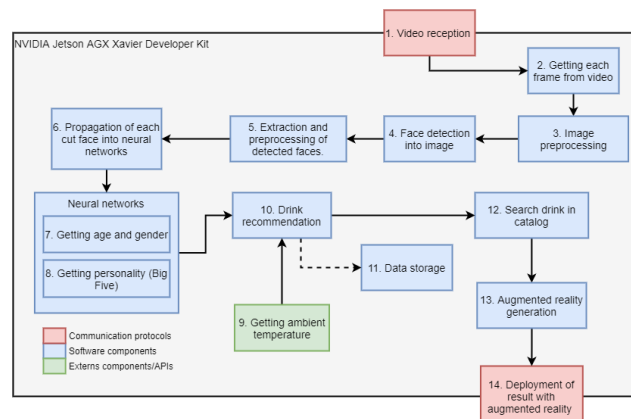 NVIDIA Jetson AGX Xavier Developer Kit
1. Video reception
2. Getting each
frame from video
3. Image
preprocessing
4. Face detection
into image
5. Extraction and
preprocessing of
detected faces.
6. Propagation of each
cut face into neural
networks
Neural networks
7. Getting age and gender
8. Getting personality (Big
Five)
9. Getting ambient
temperature
10. Drink
recommendation
11. Data storage
12. Search drink in
catalog
13. Augmented reality
generation
14. Deployment of
result with
augmented reality
Communication protocols
Software components
Externs components/APIs